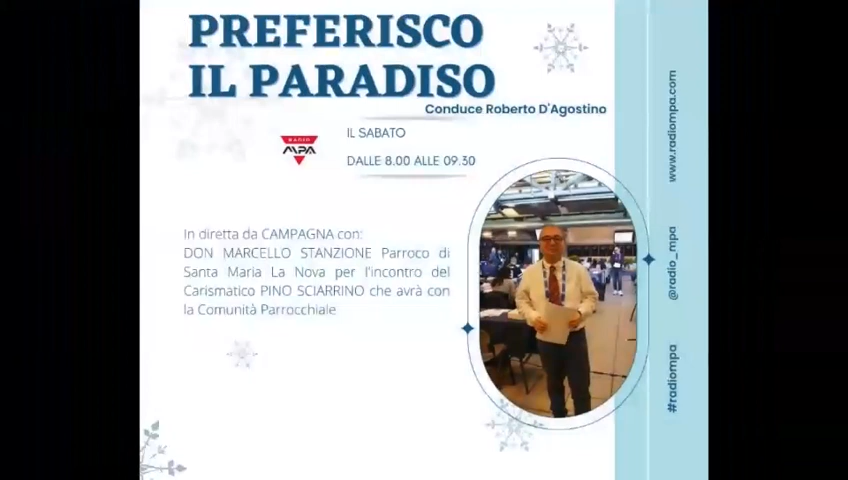 PREFERISCO
IL PARADISO
Conduce Roberto D'Agostino
RADIO
MPA
IL SABATO
DALLE 8.00 ALLE 09.30
In diretta da CAMPAGNA con:
DON MARCELLO STANZIONE Parroco di
Santa Maria La Nova per l'incontro del
Carismatico PINO SCIARRINO che avrà con
la Comunità Parrocchiale
www.radiompa.com
@radio_mpa
#radiompa